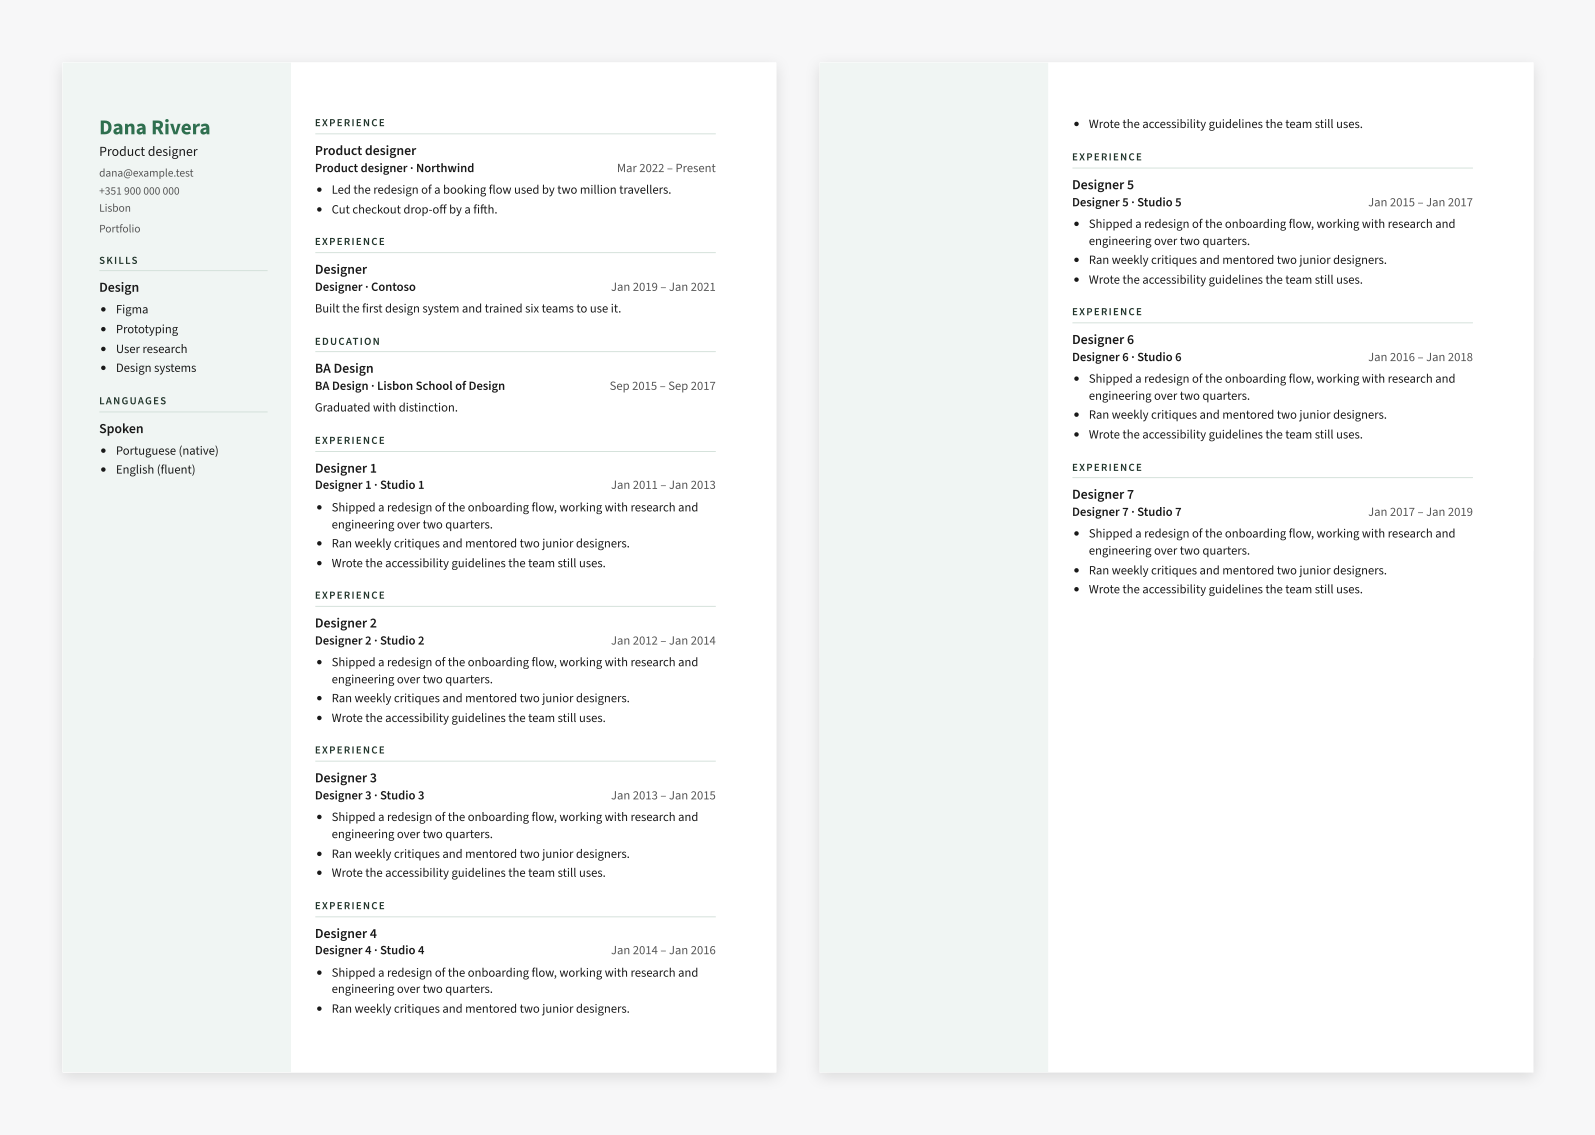 Dana Rivera
Product designer
dana@example.test
+351 900 000 000
Lisbon
Portfolio
SKILLS
Design
• Figma
• Prototyping
• User research
• Design systems
LANGUAGES
Spoken
• Portuguese (native)
• English (fluent)
EXPERIENCE
Product designer
Product designer · Northwind Mar 2022 – Present
• Led the redesign of a booking flow used by two million travellers.
• Cut checkout drop-off by a fifth.
EXPERIENCE
Designer
Designer · Contoso Jan 2019 – Jan 2021
Built the first design system and trained six teams to use it.
EDUCATION
BA Design
BA Design · Lisbon School of Design Sep 2015 – Sep 2017
Graduated with distinction.
EXPERIENCE
Designer 1
Designer 1 · Studio 1 Jan 2011 – Jan 2013
• Shipped a redesign of the onboarding flow, working with research and
engineering over two quarters.
• Ran weekly critiques and mentored two junior designers.
• Wrote the accessibility guidelines the team still uses.
EXPERIENCE
Designer 2
Designer 2 · Studio 2 Jan 2012 – Jan 2014
• Shipped a redesign of the onboarding flow, working with research and
engineering over two quarters.
• Ran weekly critiques and mentored two junior designers.
• Wrote the accessibility guidelines the team still uses.
EXPERIENCE
Designer 3
Designer 3 · Studio 3 Jan 2013 – Jan 2015
• Shipped a redesign of the onboarding flow, working with research and
engineering over two quarters.
• Ran weekly critiques and mentored two junior designers.
• Wrote the accessibility guidelines the team still uses.
EXPERIENCE
Designer 4
Designer 4 · Studio 4 Jan 2014 – Jan 2016
• Shipped a redesign of the onboarding flow, working with research and
engineering over two quarters.
• Ran weekly critiques and mentored two junior designers.
• Wrote the accessibility guidelines the team still uses.
EXPERIENCE
Designer 5
Designer 5 · Studio 5 Jan 2015 – Jan 2017
• Shipped a redesign of the onboarding flow, working with research and
engineering over two quarters.
• Ran weekly critiques and mentored two junior designers.
• Wrote the accessibility guidelines the team still uses.
EXPERIENCE
Designer 6
Designer 6 · Studio 6 Jan 2016 – Jan 2018
• Shipped a redesign of the onboarding flow, working with research and
engineering over two quarters.
• Ran weekly critiques and mentored two junior designers.
• Wrote the accessibility guidelines the team still uses.
EXPERIENCE
Designer 7
Designer 7 · Studio 7 Jan 2017 – Jan 2019
• Shipped a redesign of the onboarding flow, working with research and
engineering over two quarters.
• Ran weekly critiques and mentored two junior designers.
• Wrote the accessibility guidelines the team still uses.